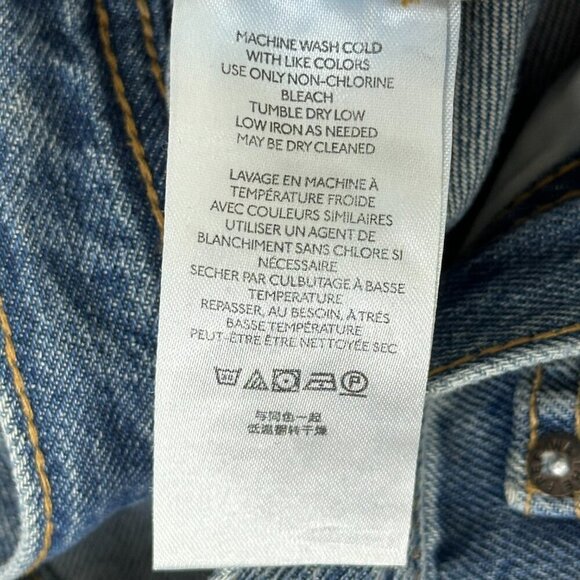 MACHINE WASH COLD
WITH LIKE COLORS
USE ONLY NON-CHLORINE
BLEACH
TUMBLE DRY LOW
LOW IRON AS NEEDED
MAY BE DRY CLEANED
LAVAGE EN MACHINE À
TEMPÉRATURE FROIDE
AVEC COULEURS SIMILAIRES
UTILISER UN AGENT DE
BLANCHIMENT SANS CHLORE SI
NÉCESSAIRE
SECHER PAR CULBUTAGE À BASSE
TEMPERATURE
REPASSER, AU BESOIN, À TRÈS
BASSE TEMPÉRATURE
PEUT-ÊTRE ÊTRE NETTOYÉE SEC
30 P
与同色一起
低温翻转干燥